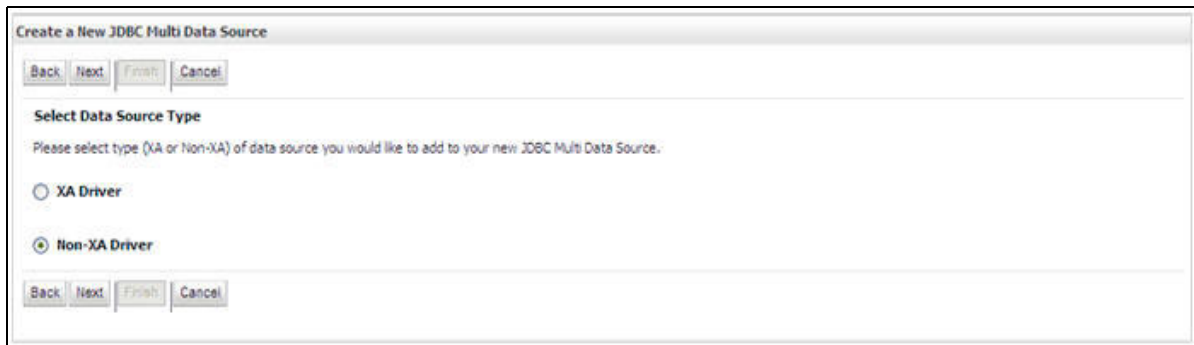 Create a New JDBC Multi Data Source
Back Next Finish Cancel
Select Data Source Type
Please select type (XA or Non-XA) of data source you would like to add to your new JDBC Multi Data Source.
XA Driver
Non-XA Driver
Back Next Finish Cancel